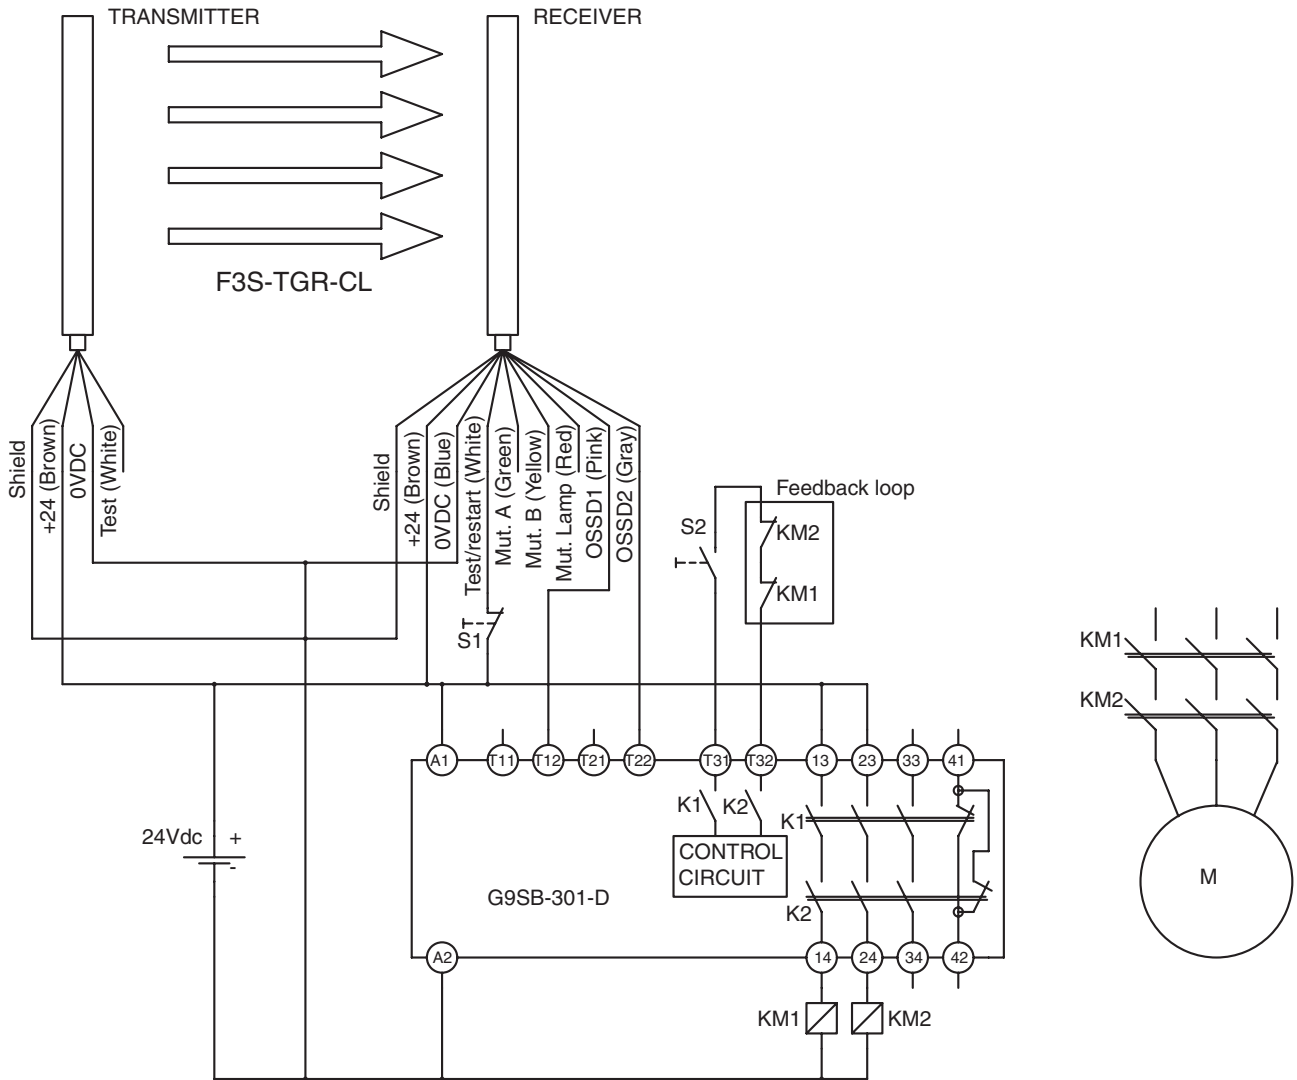 TRANSMITTER
RECEIVER
F3S-TGR-CL
Shield
+24 (Brown)
0VDC
Test (White)
Shield
+24 (Brown)
0VDC (Blue)
Test/restart (White)
Mut. A (Green)
Mut. B (Yellow)
Mut. Lamp (Red)
OSSD1 (Pink)
OSSD2 (Gray)
Feedback loop
S2
KM2
KM1
S1
KM1
KM2
A1
T11
T12
T21
T22
T31
T32
13
23
33
41
K1
K2
K1
24Vdc
+
-
CONTROL
CIRCUIT
G9SB-301-D
K2
M
A2
14
24
34
42
KM1
KM2